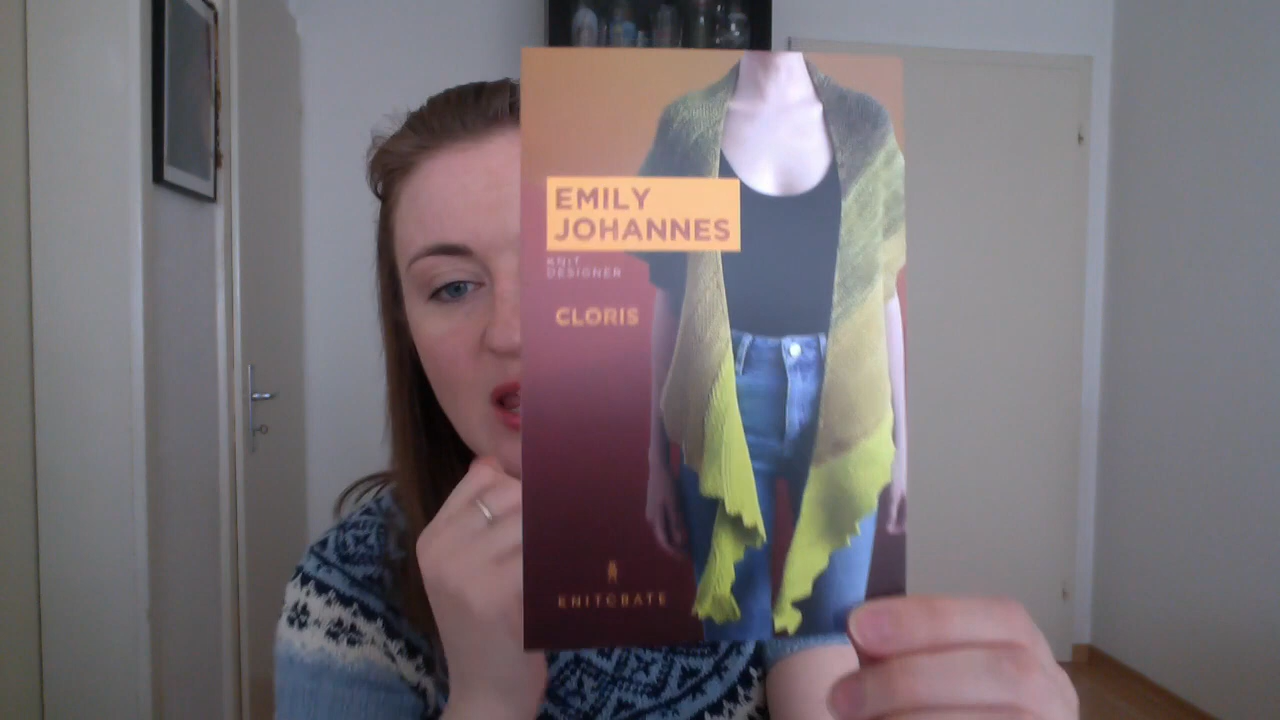 EMILY
JOHANNES
KNIT
DESIGNER
CLORIS
KNITCRATE